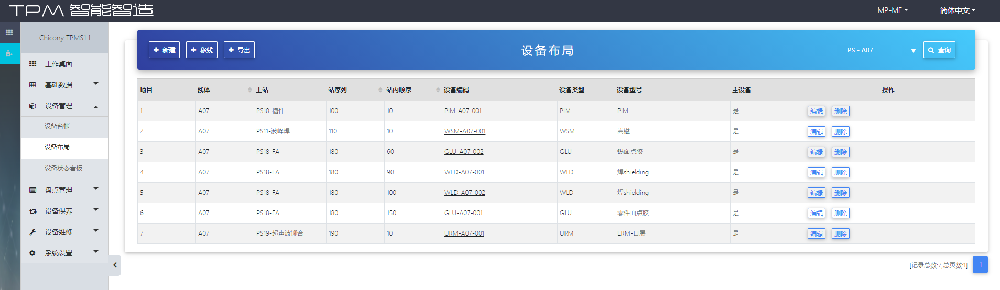 TPM 智能智造
MP-ME
简体中文
Chicony TPMS1.1
工作桌面
基础数据
设备管理
设备台帐
设备布局
设备状态看板
盘点管理
设备保养
设备维修
系统设置
新建 移线 导出
设备布局
PS - A07
查询
项目 线体 工站 站序列 站内顺序 设备编码 设备类型 设备型号 主设备 操作
1 A07 PS10-插件 100 10 PIM-A07-001 PIM PIM 是 编辑 删除
2 A07 PS11-波峰焊 110 10 WSM-A07-001 WSM 嵩镒 是 编辑 删除
3 A07 PS18-FA 180 60 GLU-A07-002 GLU 锡面点胶 是 编辑 删除
4 A07 PS18-FA 180 90 WLD-A07-001 WLD 焊shielding 是 编辑 删除
5 A07 PS18-FA 180 100 WLD-A07-002 WLD 焊shielding 是 编辑 删除
6 A07 PS18-FA 180 150 GLU-A07-001 GLU 零件面点胶 是 编辑 删除
7 A07 PS19-超声波铆合 190 10 URM-A07-001 URM ERM-日展 是 编辑 删除
[记录总数:7,总页数:1] 1